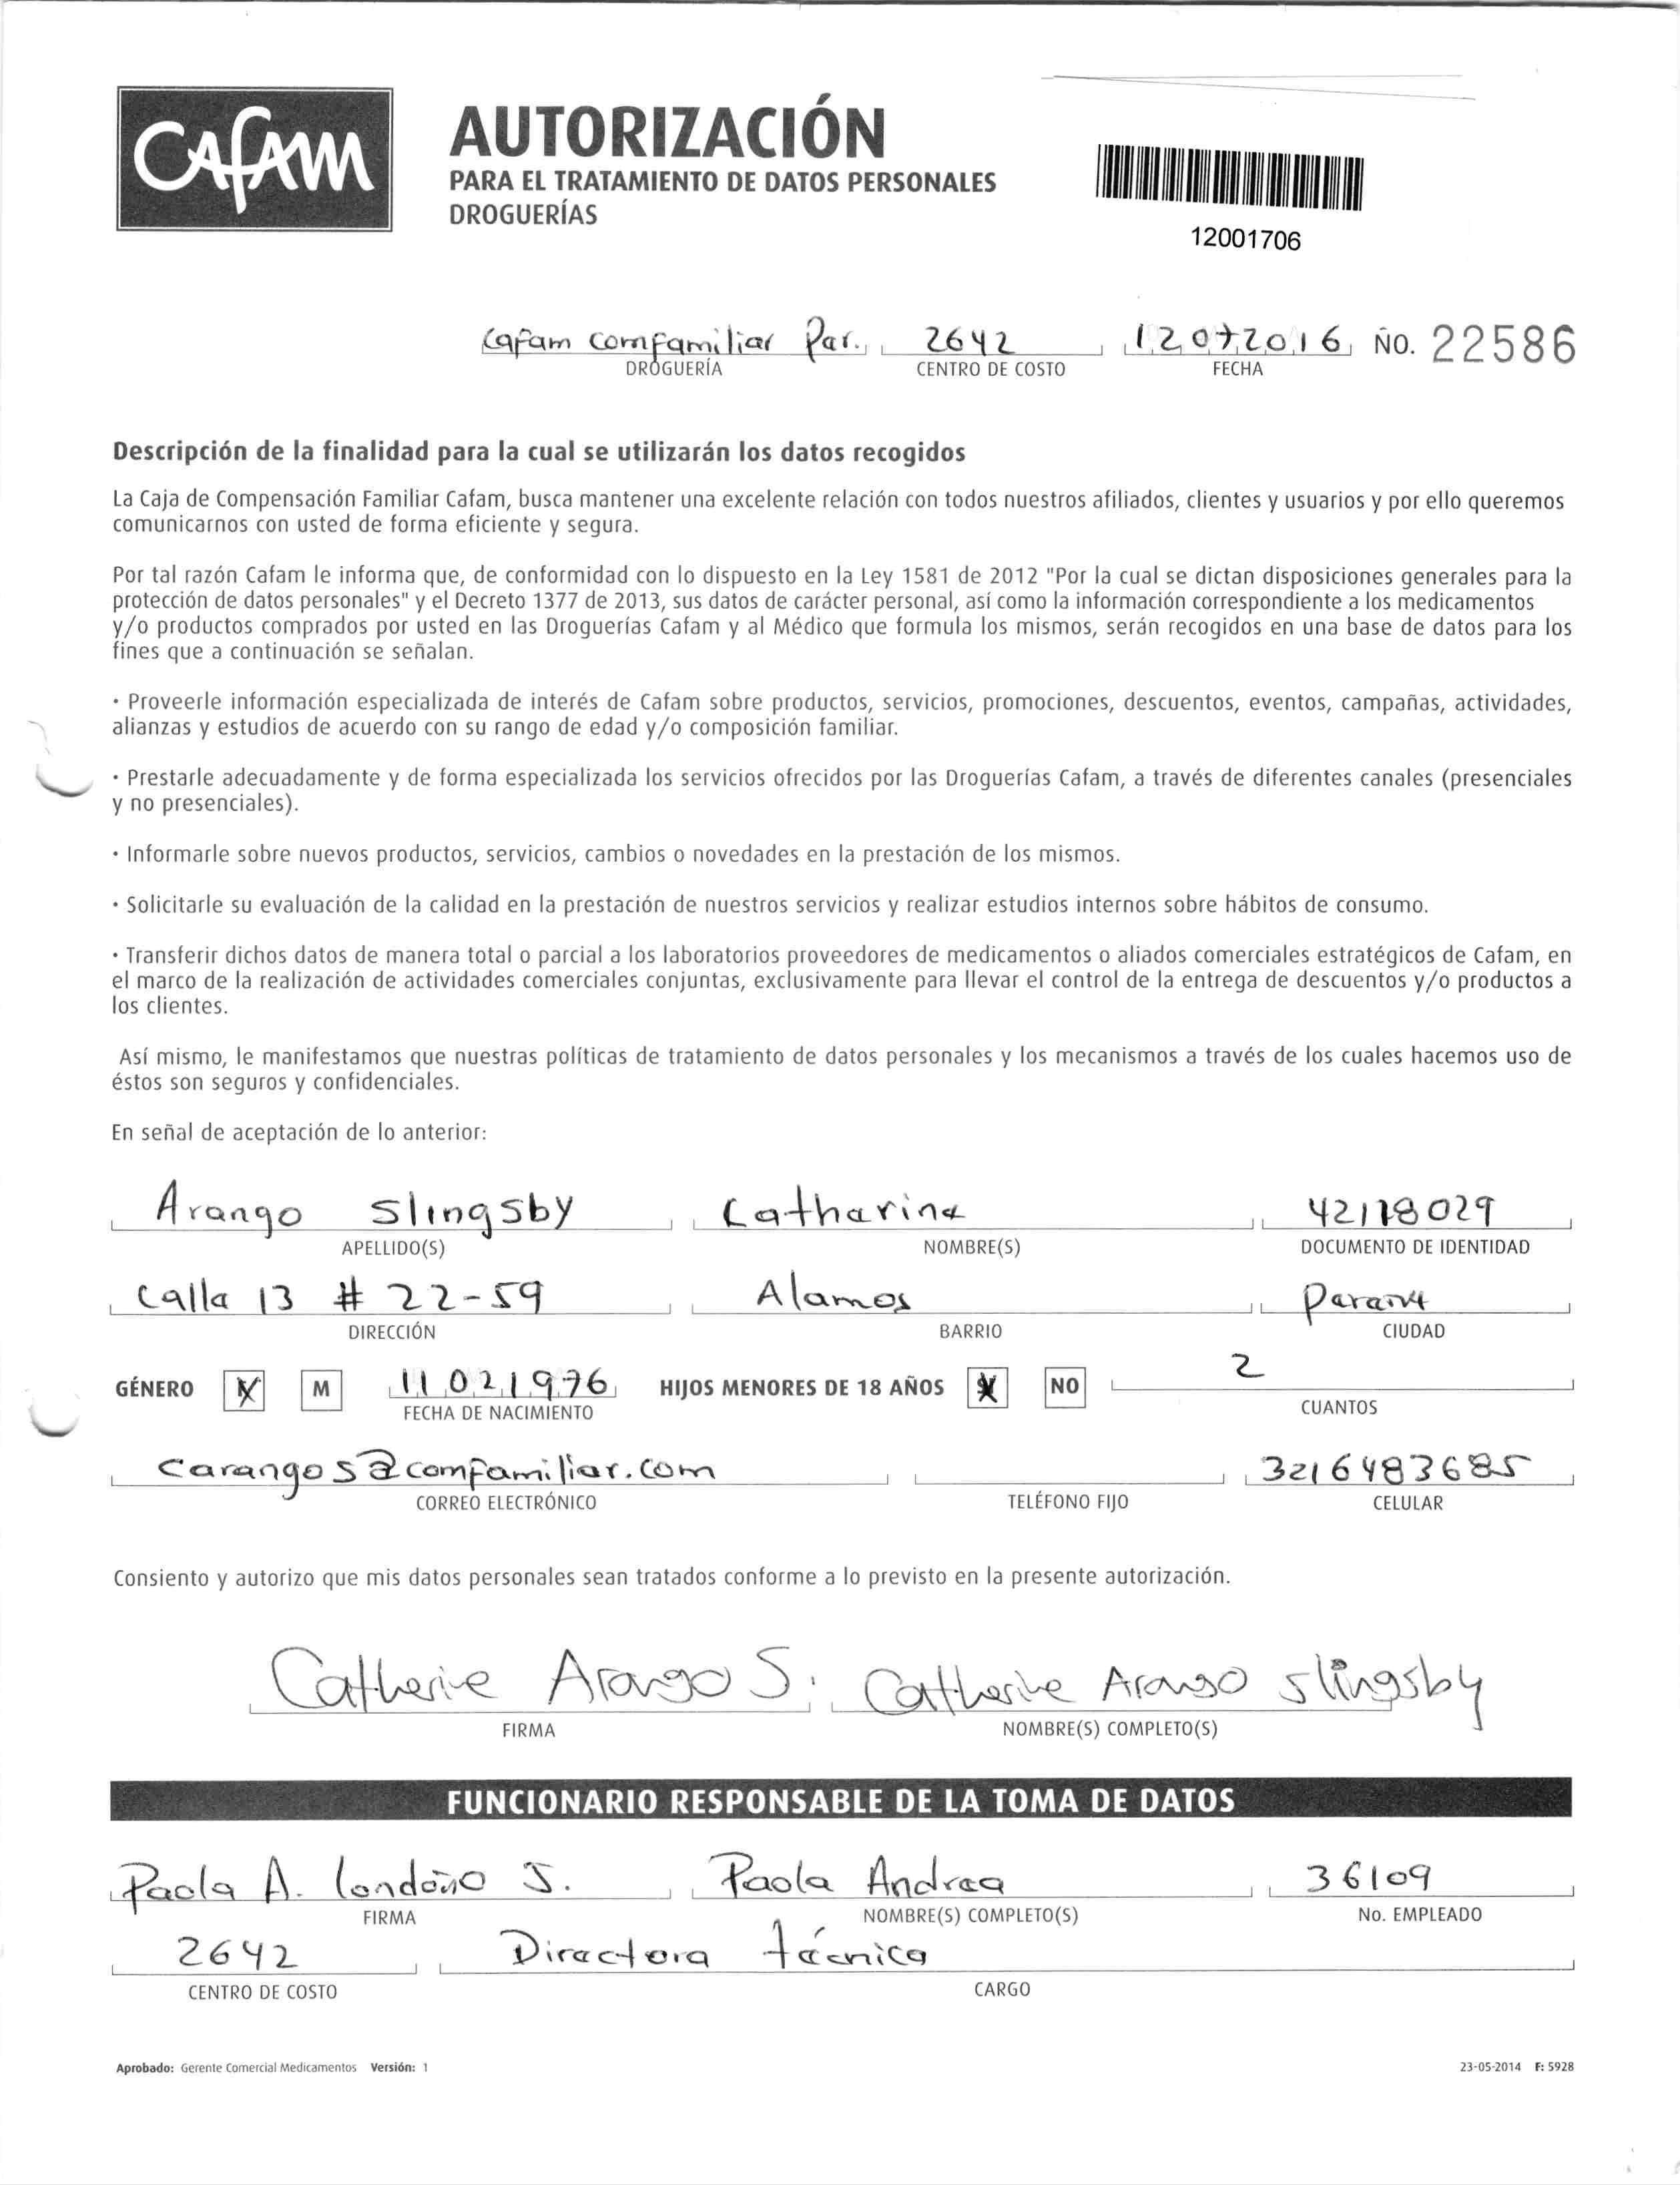 CAFAM
AUTORIZACIÓN
PARA EL TRATAMIENTO DE DATOS PERSONALES
DROGUERÍAS
12001706
Cafam comfamiliar Par. 2642 12072016 ÑO. 22586
DROGUERÍA CENTRO DE COSTO FECHA
Descripción de la finalidad para la cual se utilizarán los datos recogidos
La Caja de Compensación Familiar Cafam, busca mantener una excelente relación con todos nuestros afiliados, clientes y usuarios y por ello queremos
comunicarnos con usted de forma eficiente y segura.
Por tal razón Cafam le informa que, de conformidad con lo dispuesto en la Ley 1581 de 2012 "Por la cual se dictan disposiciones generales para la
protección de datos personales" y el Decreto 1377 de 2013, sus datos de carácter personal, así como la información correspondiente a los medicamentos
y/o productos comprados por usted en las Droguerías Cafam y al Médico que formula los mismos, serán recogidos en una base de datos para los
fines que a continuación se señalan.
· Proveerle información especializada de interés de Cafam sobre productos, servicios, promociones, descuentos, eventos, campañas, actividades,
alianzas y estudios de acuerdo con su rango de edad y/o composición familiar.
· Prestarle adecuadamente y de forma especializada los servicios ofrecidos por las Droguerías Cafam, a través de diferentes canales (presenciales
y no presenciales).
· Informarle sobre nuevos productos, servicios, cambios o novedades en la prestación de los mismos.
· Solicitarle su evaluación de la calidad en la prestación de nuestros servicios y realizar estudios internos sobre hábitos de consumo.
· Transferir dichos datos de manera total o parcial a los laboratorios proveedores de medicamentos o aliados comerciales estratégicos de Cafam, en
el marco de la realización de actividades comerciales conjuntas, exclusivamente para llevar el control de la entrega de descuentos y/o productos a
los clientes.
Así mismo, le manifestamos que nuestras políticas de tratamiento de datos personales y los mecanismos a través de los cuales hacemos uso de
éstos son seguros y confidenciales.
En señal de aceptación de lo anterior:
Arango Slingsby Catharine 42118029
APELLIDO(S) NOMBRE(S) DOCUMENTO DE IDENTIDAD
Calle 13 # 22-59 Alamos
DIRECCIÓN BARRIO CIUDAD
GÉNERO X M 11021976 HIJOS MENORES DE 18 AÑOS X NO 2
FECHA DE NACIMIENTO CUANTOS
carangos@comfamiliar.com 3216483685
CORREO ELECTRÓNICO TELÉFONO FIJO CELULAR
Consiento y autorizo que mis datos personales sean tratados conforme a lo previsto en la presente autorización.
Catherine Arango S. Catherine Arango Slingsby
FIRMA NOMBRE(S) COMPLETO(S)
FUNCIONARIO RESPONSABLE DE LA TOMA DE DATOS
Paola A. Londoño J. Paola Andrea 36109
FIRMA NOMBRE(S) COMPLETO(S) No. EMPLEADO
2642 Directora técnica
CENTRO DE COSTO CARGO
Aprobado: Gerente Comercial Medicamentos Versión: 1 23-05-2014 F: 5928